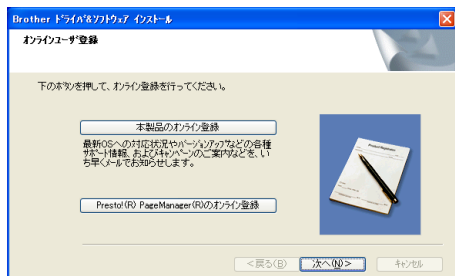 Brother ドライバ&ソフトウェア インストール
オンラインユーザ登録
下のボタンを押して、オンライン登録を行ってください。
本製品のオンライン登録
最新OSへの対応状況やバージョンアップなどの各種
サポート情報、およびキャンペーンのご案内などを、い
ち早くメールでお知らせします。
Presto!(R) PageManager(R)のオンライン登録
Product Registration
<戻る(B)
次へ(N)>
キャンセル